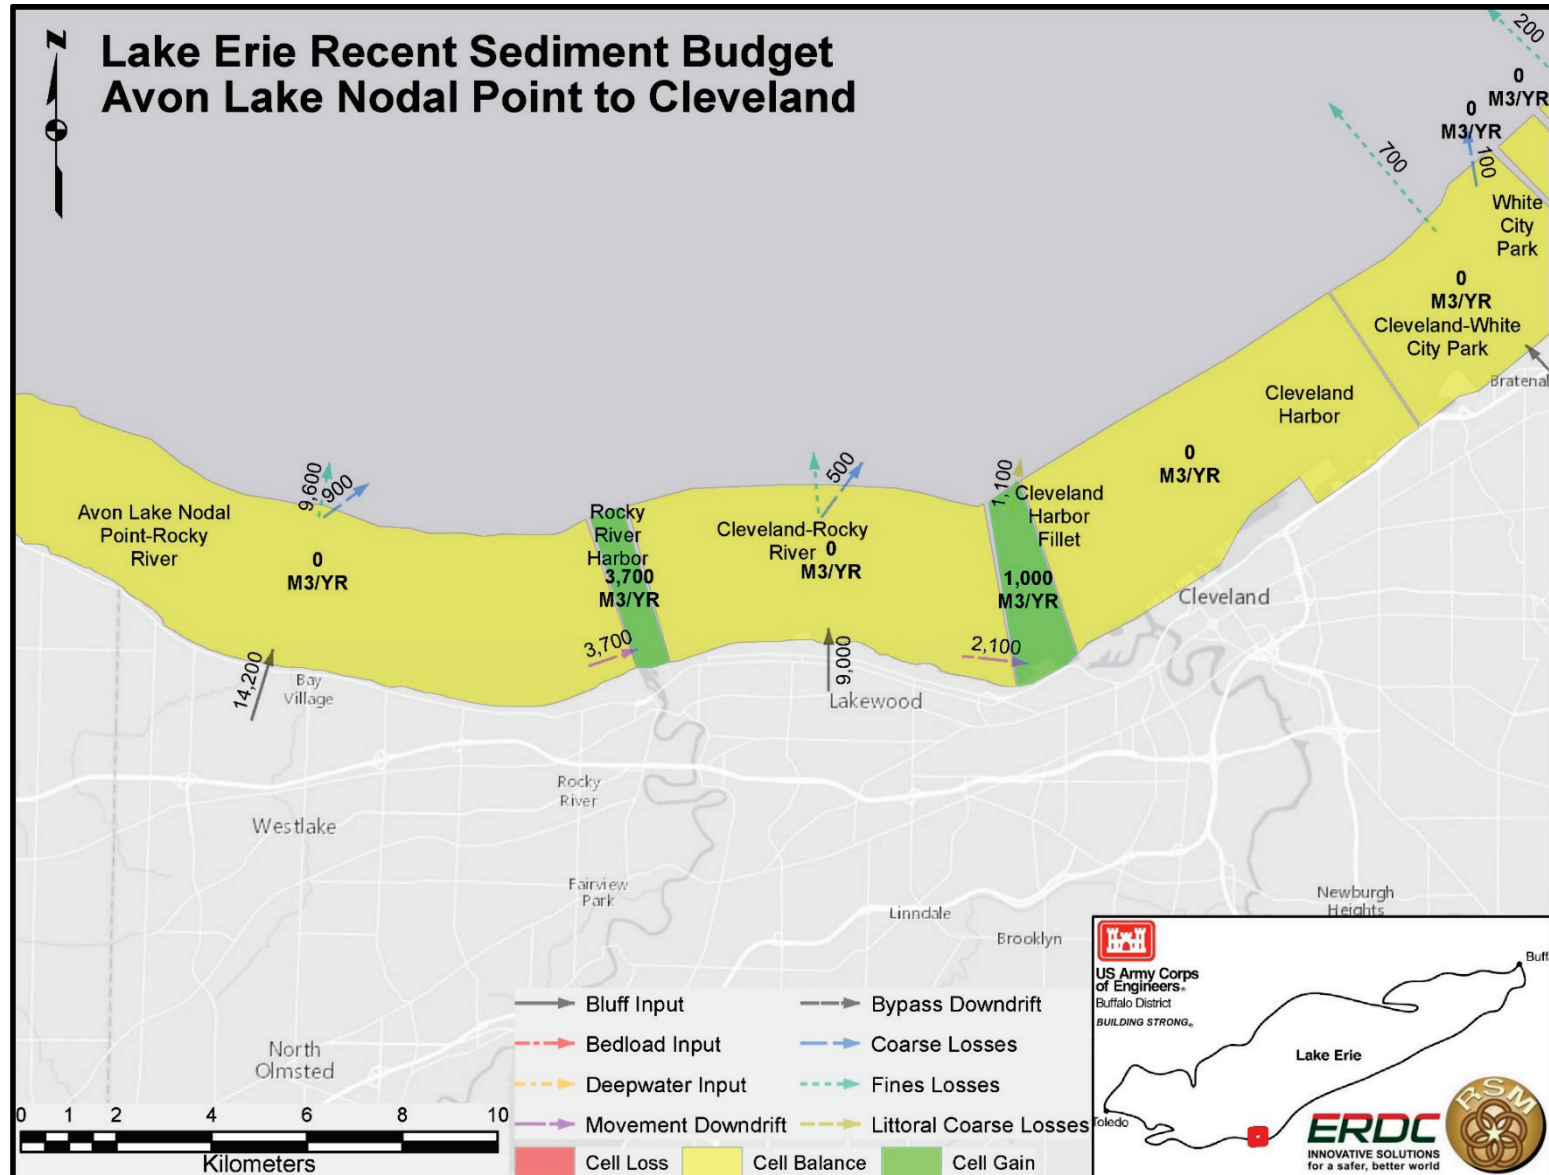 N
Lake Erie Recent Sediment Budget
Avon Lake Nodal Point to Cleveland
200
0
M3/YR
0
M3/YR
700
100
White
City
Park
0
M3/YR
Cleveland-White
City Park
Bratenal
Cleveland
Harbor
0
M3/YR
9,600
900
Avon Lake Nodal
Point-Rocky
River
0
M3/YR
Rocky
River
Harbor
3,700
M3/YR
3,700
500
Cleveland-Rocky
River
0
M3/YR
1,100
Cleveland
Harbor
Fillet
1,000
M3/YR
2,100
Cleveland
14,200
Bay
Village
9,000
Lakewood
Rocky
River
Westlake
Fairview
Park
Linndale
Brooklyn
Newburgh
Heights
North
Olmsted
0 1 2 4 6 8 10
Kilometers
Bluff Input
Bedload Input
Deepwater Input
Movement Downdrift
Bypass Downdrift
Coarse Losses
Fines Losses
Littoral Coarse Losses
Cell Loss
Cell Balance
Cell Gain
US Army Corps
of Engineers®
Buffalo District
BUILDING STRONG®
Buff
Lake Erie
Toledo
ERDC
INNOVATIVE SOLUTIONS
for a safer, better world
RSM